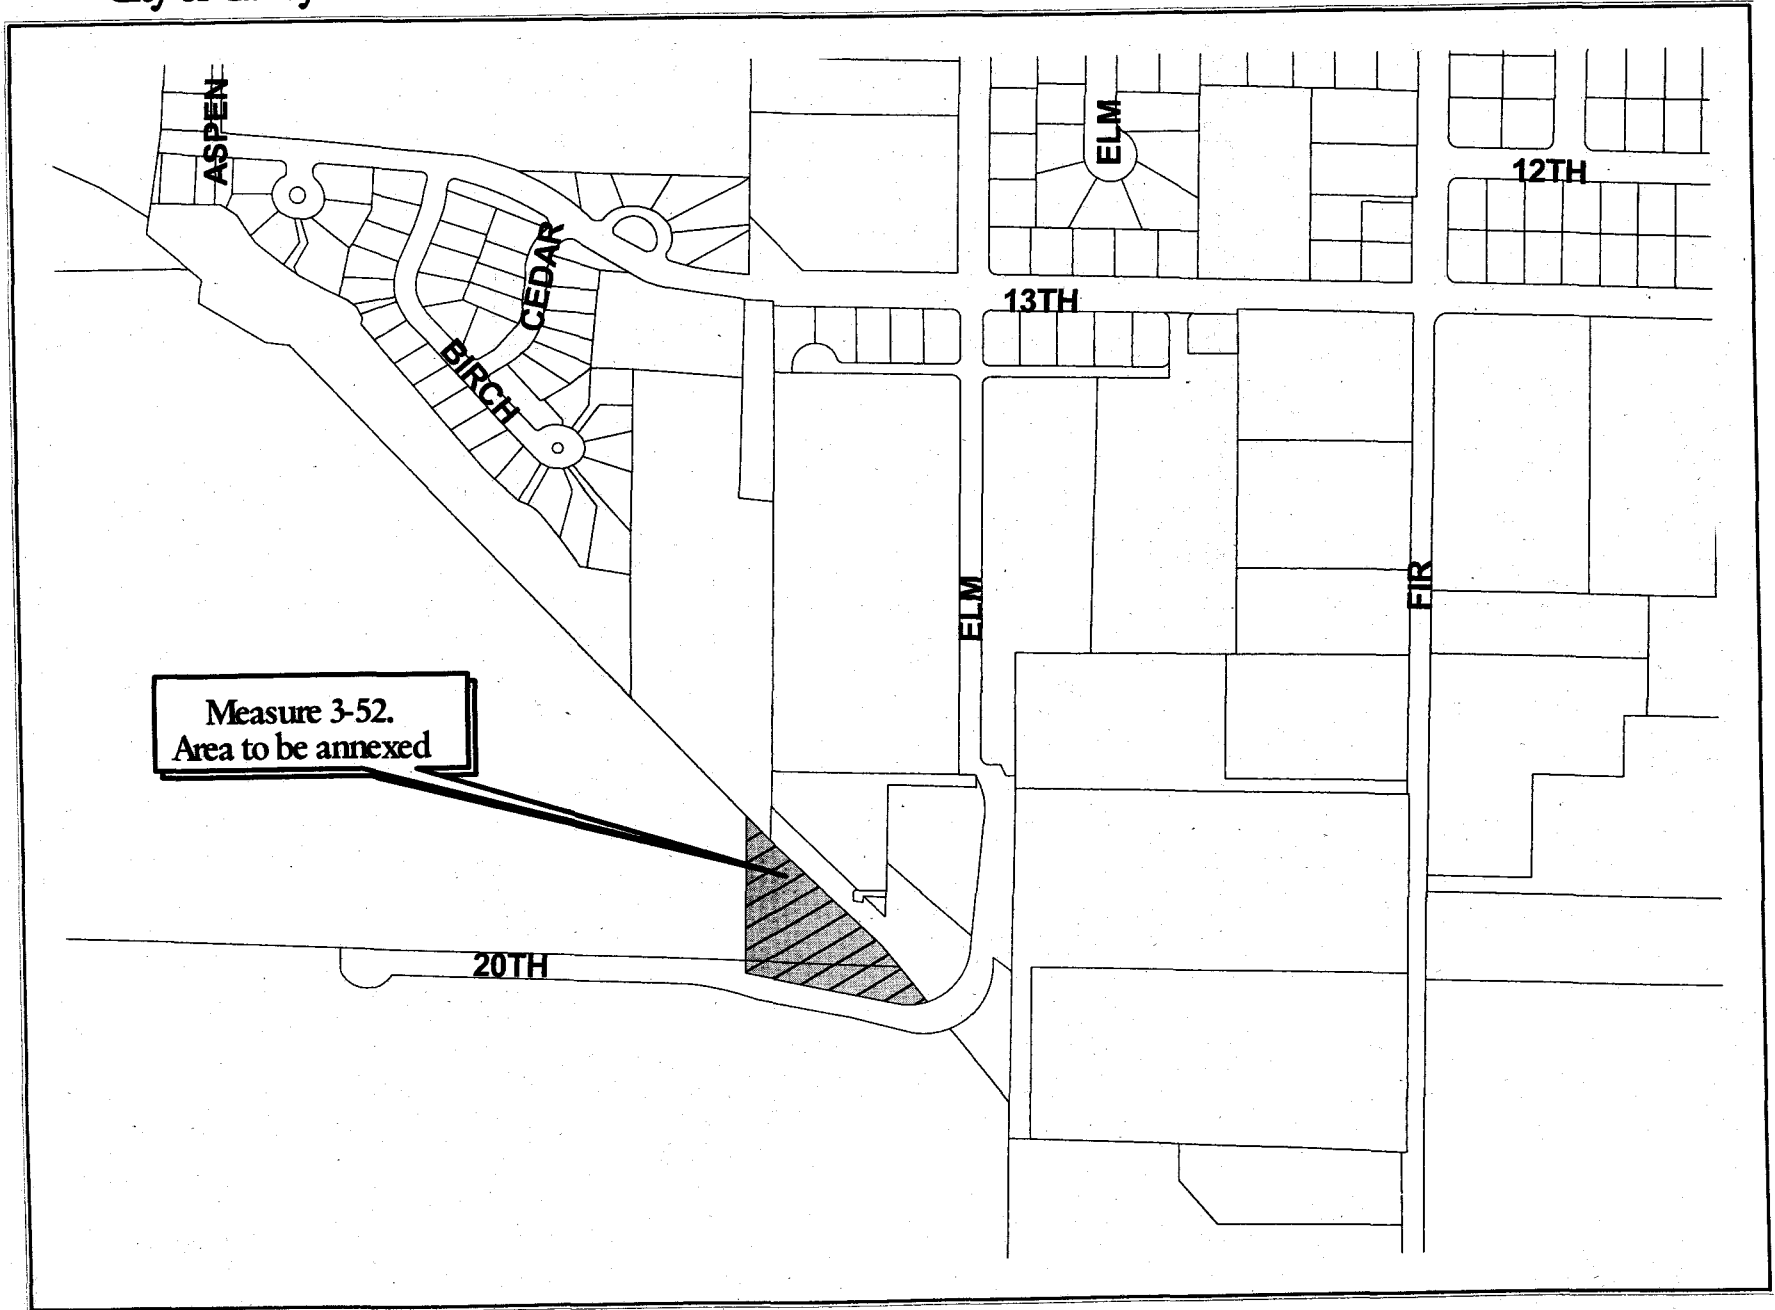 ASPEN
ELM
12TH
CEDAR
13TH
BIRCH
ELM
FIR
Measure 3-52.
Area to be annexed
20TH